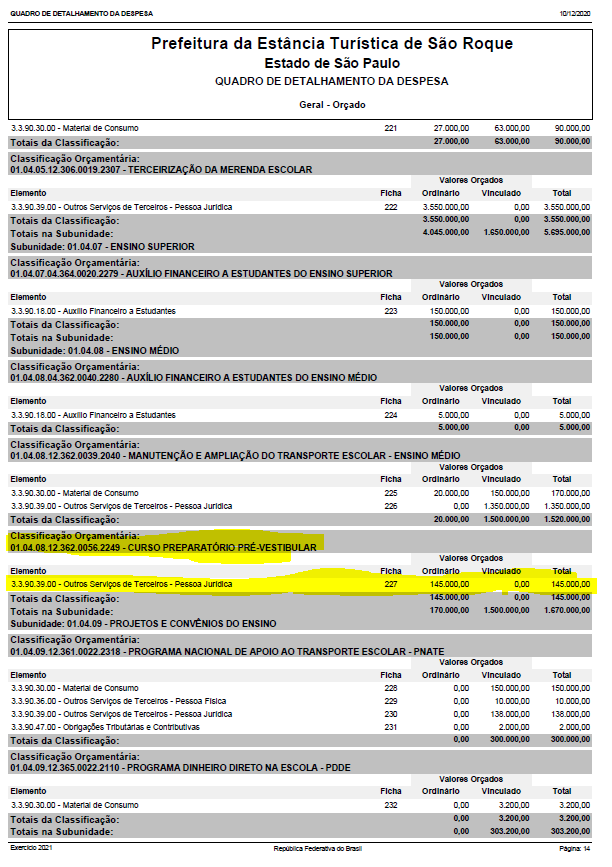 QUADRO DE DETALHAMENTO DA DESPESA 10/12/2020
Prefeitura da Estância Turística de São Roque
Estado de São Paulo
QUADRO DE DETALHAMENTO DA DESPESA
Geral - Orçado
3.3.90.30.00 - Material de Consumo 221 27.000,00 63.000,00 90.000,00
Totais da Classificação: 27.000,00 63.000,00 90.000,00
Classificação Orçamentária:
01.04.05.12.306.0019.2307 - TERCEIRIZAÇÃO DA MERENDA ESCOLAR
Valores Orçados
Elemento Ficha Ordinário Vinculado Total
3.3.90.39.00 - Outros Serviços de Terceiros - Pessoa Jurídica 222 3.550.000,00 0,00 3.550.000,00
Totais da Classificação: 3.550.000,00 0,00 3.550.000,00
Totais na Subunidade: 4.045.000,00 1.650.000,00 5.695.000,00
Subunidade: 01.04.07 - ENSINO SUPERIOR
Classificação Orçamentária:
01.04.07.04.364.0020.2279 - AUXÍLIO FINANCEIRO A ESTUDANTES DO ENSINO SUPERIOR
Valores Orçados
Elemento Ficha Ordinário Vinculado Total
3.3.90.18.00 - Auxílio Financeiro a Estudantes 223 150.000,00 0,00 150.000,00
Totais da Classificação: 150.000,00 0,00 150.000,00
Totais na Subunidade: 150.000,00 0,00 150.000,00
Subunidade: 01.04.08 - ENSINO MÉDIO
Classificação Orçamentária:
01.04.08.04.362.0040.2280 - AUXÍLIO FINANCEIRO A ESTUDANTES DO ENSINO MÉDIO
Valores Orçados
Elemento Ficha Ordinário Vinculado Total
3.3.90.18.00 - Auxílio Financeiro a Estudantes 224 5.000,00 0,00 5.000,00
Totais da Classificação: 5.000,00 0,00 5.000,00
Classificação Orçamentária:
01.04.08.12.362.0039.2040 - MANUTENÇÃO E AMPLIAÇÃO DO TRANSPORTE ESCOLAR - ENSINO MÉDIO
Valores Orçados
Elemento Ficha Ordinário Vinculado Total
3.3.90.30.00 - Material de Consumo 225 20.000,00 150.000,00 170.000,00
3.3.90.39.00 - Outros Serviços de Terceiros - Pessoa Jurídica 226 0,00 1.350.000,00 1.350.000,00
Totais da Classificação: 20.000,00 1.500.000,00 1.520.000,00
Classificação Orçamentária:
01.04.08.12.362.0056.2249 - CURSO PREPARATÓRIO PRÉ-VESTIBULAR
Valores Orçados
Elemento Ficha Ordinário Vinculado Total
3.3.90.39.00 - Outros Serviços de Terceiros - Pessoa Jurídica 227 145.000,00 0,00 145.000,00
Totais da Classificação: 145.000,00 0,00 145.000,00
Totais na Subunidade: 170.000,00 1.500.000,00 1.670.000,00
Subunidade: 01.04.09 - PROJETOS E CONVÊNIOS DO ENSINO
Classificação Orçamentária:
01.04.09.12.361.0022.2318 - PROGRAMA NACIONAL DE APOIO AO TRANSPORTE ESCOLAR - PNATE
Valores Orçados
Elemento Ficha Ordinário Vinculado Total
3.3.90.30.00 - Material de Consumo 228 0,00 150.000,00 150.000,00
3.3.90.36.00 - Outros Serviços de Terceiros - Pessoa Física 229 0,00 10.000,00 10.000,00
3.3.90.39.00 - Outros Serviços de Terceiros - Pessoa Jurídica 230 0,00 138.000,00 138.000,00
3.3.90.47.00 - Obrigações Tributárias e Contributivas 231 0,00 2.000,00 2.000,00
Totais da Classificação: 0,00 300.000,00 300.000,00
Classificação Orçamentária:
01.04.09.12.365.0022.2110 - PROGRAMA DINHEIRO DIRETO NA ESCOLA - PDDE
Valores Orçados
Elemento Ficha Ordinário Vinculado Total
3.3.90.30.00 - Material de Consumo 232 0,00 3.200,00 3.200,00
Totais da Classificação: 0,00 3.200,00 3.200,00
Totais na Subunidade: 0,00 303.200,00 303.200,00
Exercício 2021 República Federativa do Brasil Página: 14